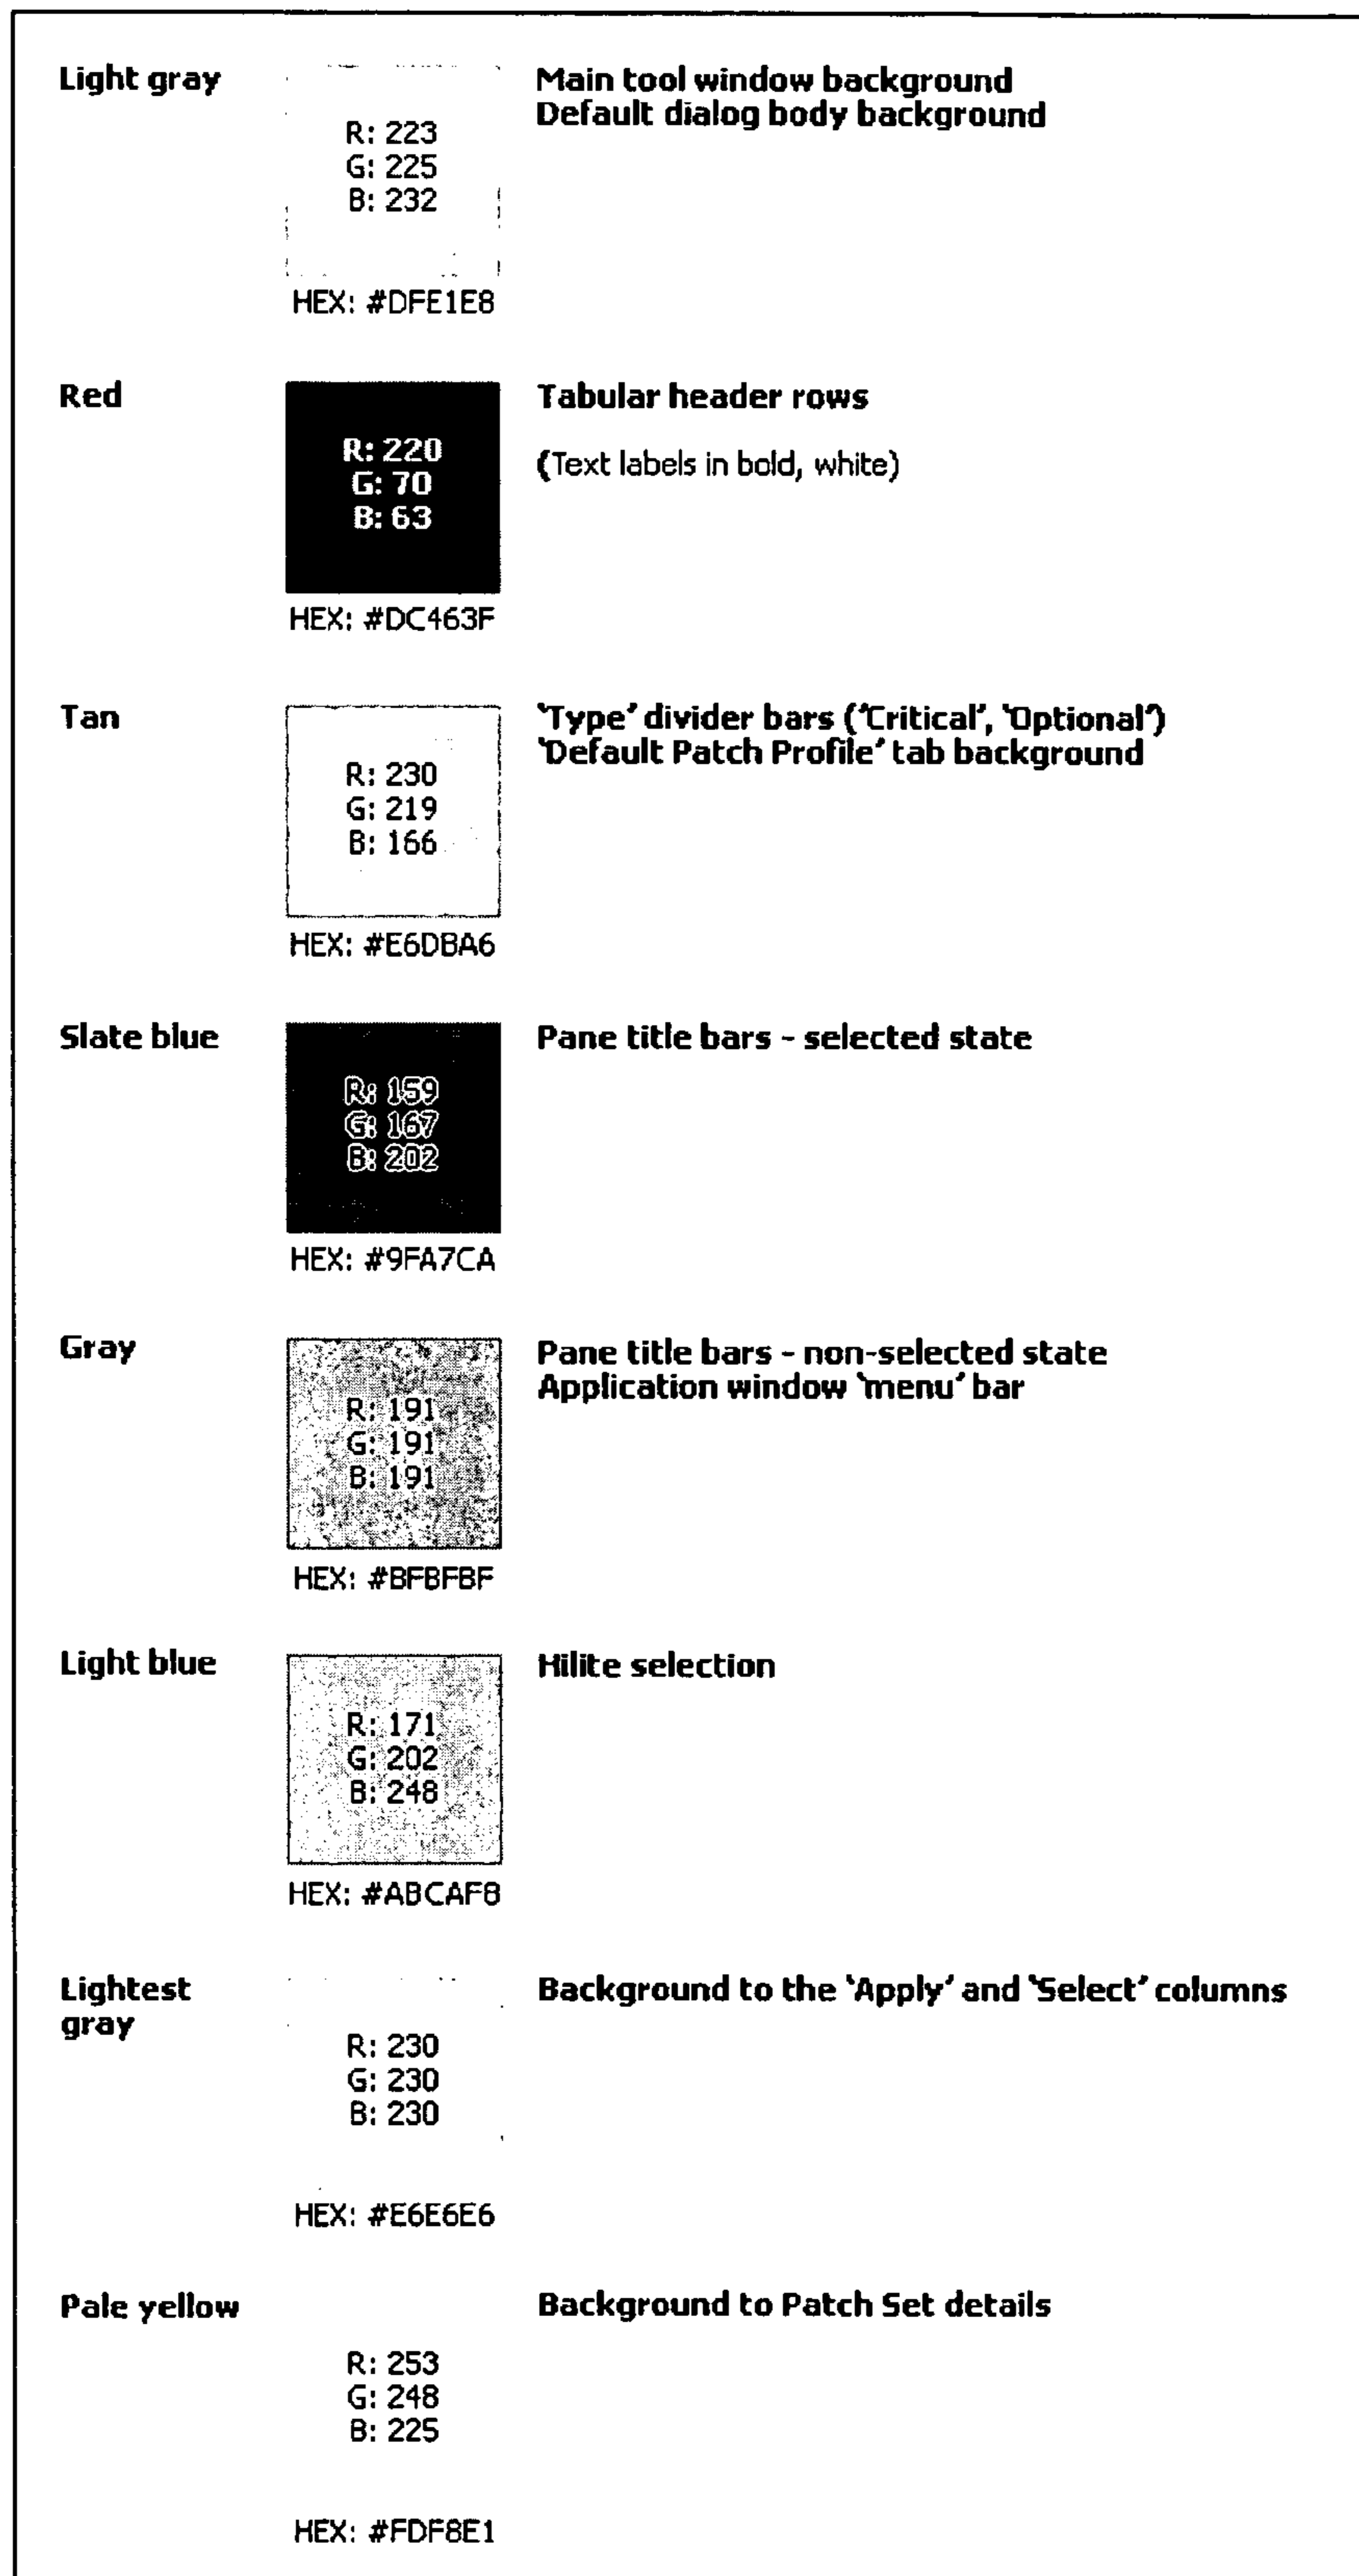 Light gray
R: 223
G: 225
B: 232
HEX: #DFE1E8
Main tool window background
Default dialog body background
Red
R: 220
G: 70
B: 63
HEX: #DC463F
Tabular header rows
(Text labels in bold, white)
Tan
R: 230
G: 219
B: 166
HEX: #E6DBA6
'Type' divider bars ('Critical', 'Optional')
'Default Patch Profile' tab background
Slate blue
R: 159
G: 167
B: 202
HEX: #9FA7CA
Pane title bars - selected state
Gray
R: 191
G: 191
B: 191
HEX: #BFBFBF
Pane title bars - non-selected state
Application window 'menu' bar
Light blue
R: 171
G: 202
B: 248
HEX: #ABCAF8
Hilite selection
Lightest
gray
R: 230
G: 230
B: 230
HEX: #E6E6E6
Background to the 'Apply' and 'Select' columns
Pale yellow
R: 253
G: 248
B: 225
HEX: #FDF8E1
Background to Patch Set details